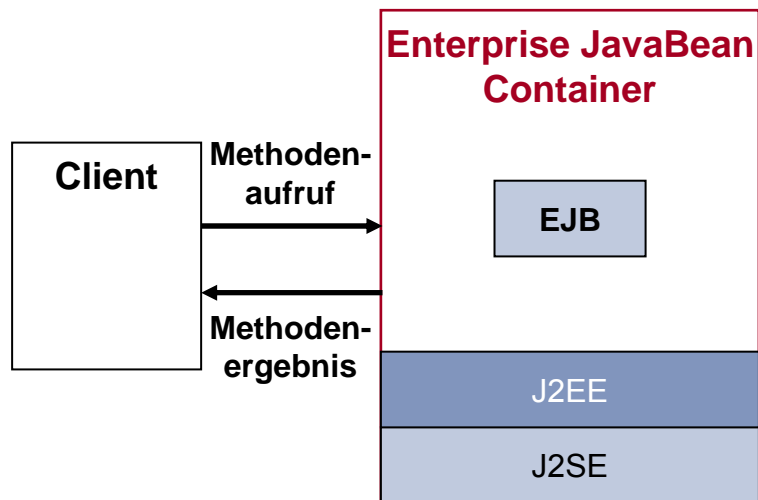 Enterprise JavaBean
Container
Client
Methoden-
aufruf
EJB
Methoden-
ergebnis
J2EE
J2SE